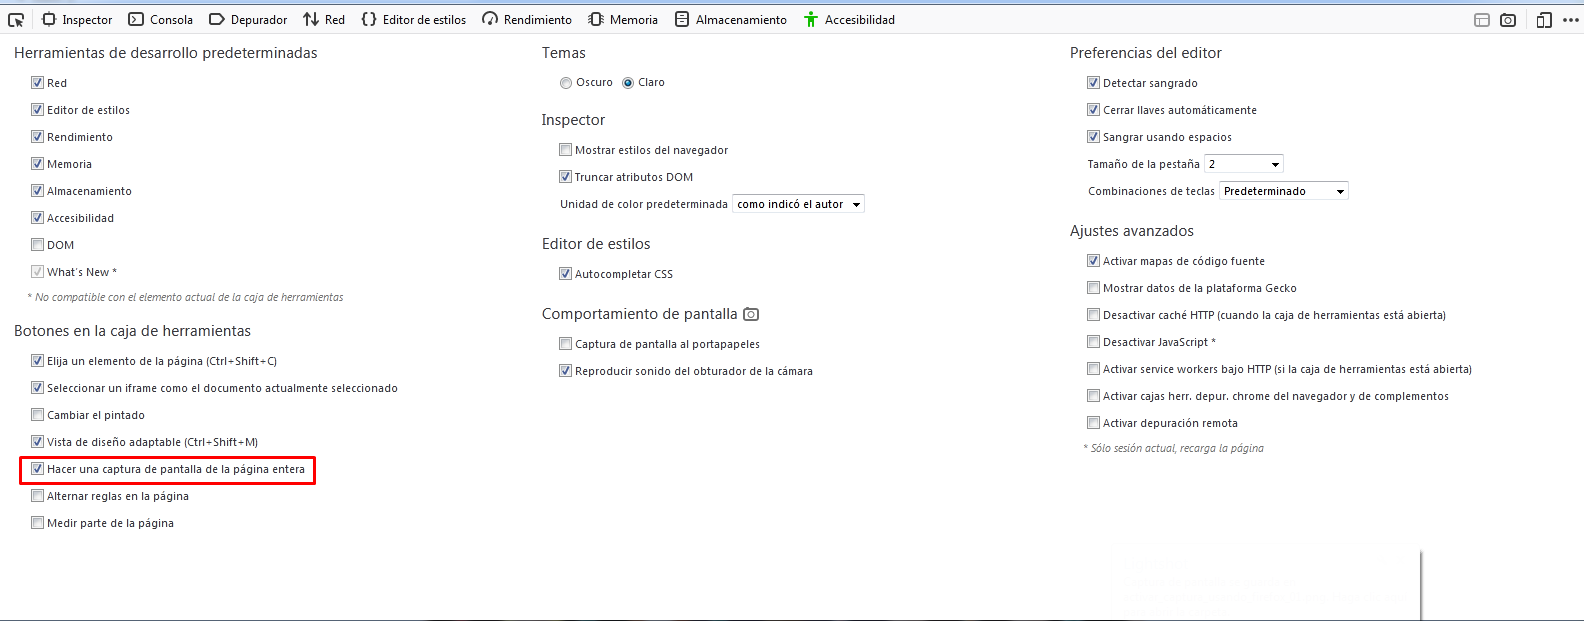 Inspector Consola Depurador Red Editor de estilos Rendimiento Memoria Almacenamiento Accesibilidad
Herramientas de desarrollo predeterminadas
Red
Editor de estilos
Rendimiento
Memoria
Almacenamiento
Accesibilidad
DOM
What's New *
* No compatible con el elemento actual de la caja de herramientas
Botones en la caja de herramientas
Elija un elemento de la página (Ctrl+Shift+C)
Seleccionar un iframe como el documento actualmente seleccionado
Cambiar el pintado
Vista de diseño adaptable (Ctrl+Shift+M)
Hacer una captura de pantalla de la página entera
Alternar reglas en la página
Medir parte de la página
Temas
Oscuro Claro
Inspector
Mostrar estilos del navegador
Truncar atributos DOM
Unidad de color predeterminada como indicó el autor
Editor de estilos
Autocompletar CSS
Comportamiento de pantalla
Captura de pantalla al portapapeles
Reproducir sonido del obturador de la cámara
Preferencias del editor
Detectar sangrado
Cerrar llaves automáticamente
Sangrar usando espacios
Tamaño de la pestaña 2
Combinaciones de teclas Predeterminado
Ajustes avanzados
Activar mapas de código fuente
Mostrar datos de la plataforma Gecko
Desactivar caché HTTP (cuando la caja de herramientas está abierta)
Desactivar JavaScript *
Activar service workers bajo HTTP (si la caja de herramientas está abierta)
Activar cajas herr. depur. chrome del navegador y de complementos
Activar depuración remota
* Sólo sesión actual, recarga la página